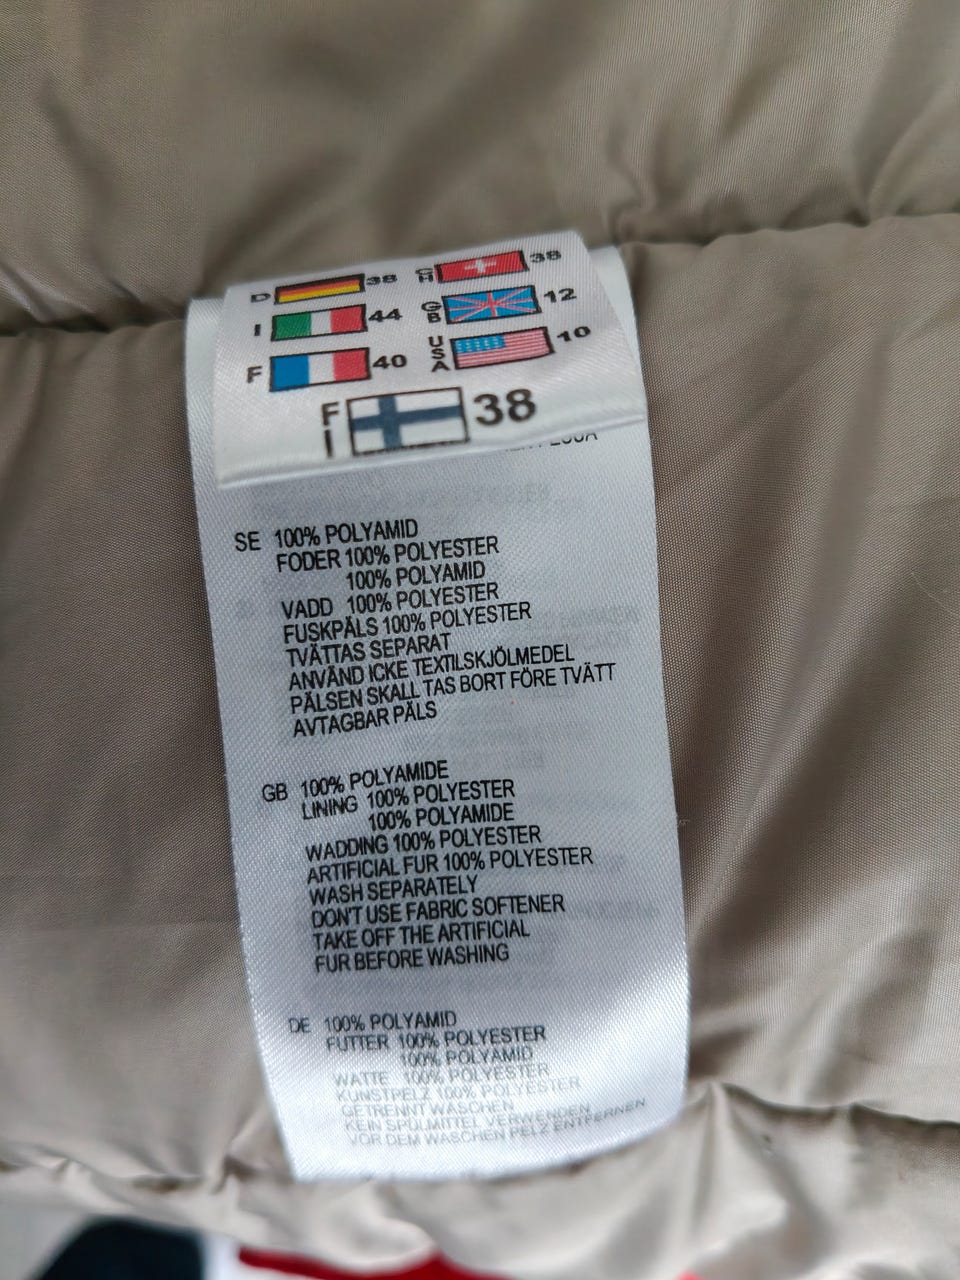 D 38 CH 38
I 44 GB 12
F 40 USA 10
FI 38
SE 100% POLYAMID
FODER 100% POLYESTER
100% POLYAMID
VADD 100% POLYESTER
FUSKPÄLS 100% POLYESTER
TVÄTTAS SEPARAT
ANVÄND ICKE TEXTILSKJÖLMEDEL
PÄLSEN SKALL TAS BORT FÖRE TVÄTT
AVTAGBAR PÄLS
GB 100% POLYAMIDE
LINING 100% POLYESTER
100% POLYAMIDE
WADDING 100% POLYESTER
ARTIFICIAL FUR 100% POLYESTER
WASH SEPARATELY
DON'T USE FABRIC SOFTENER
TAKE OFF THE ARTIFICIAL
FUR BEFORE WASHING
DE 100% POLYAMID
FUTTER 100% POLYESTER
100% POLYAMID
WATTE 100% POLYESTER
KUNSTPELZ 100% POLYESTER
GETRENNT WASCHEN
KEIN SPÜLMITTEL VERWENDEN
VOR DEM WASCHEN PELZ ENTFERNEN